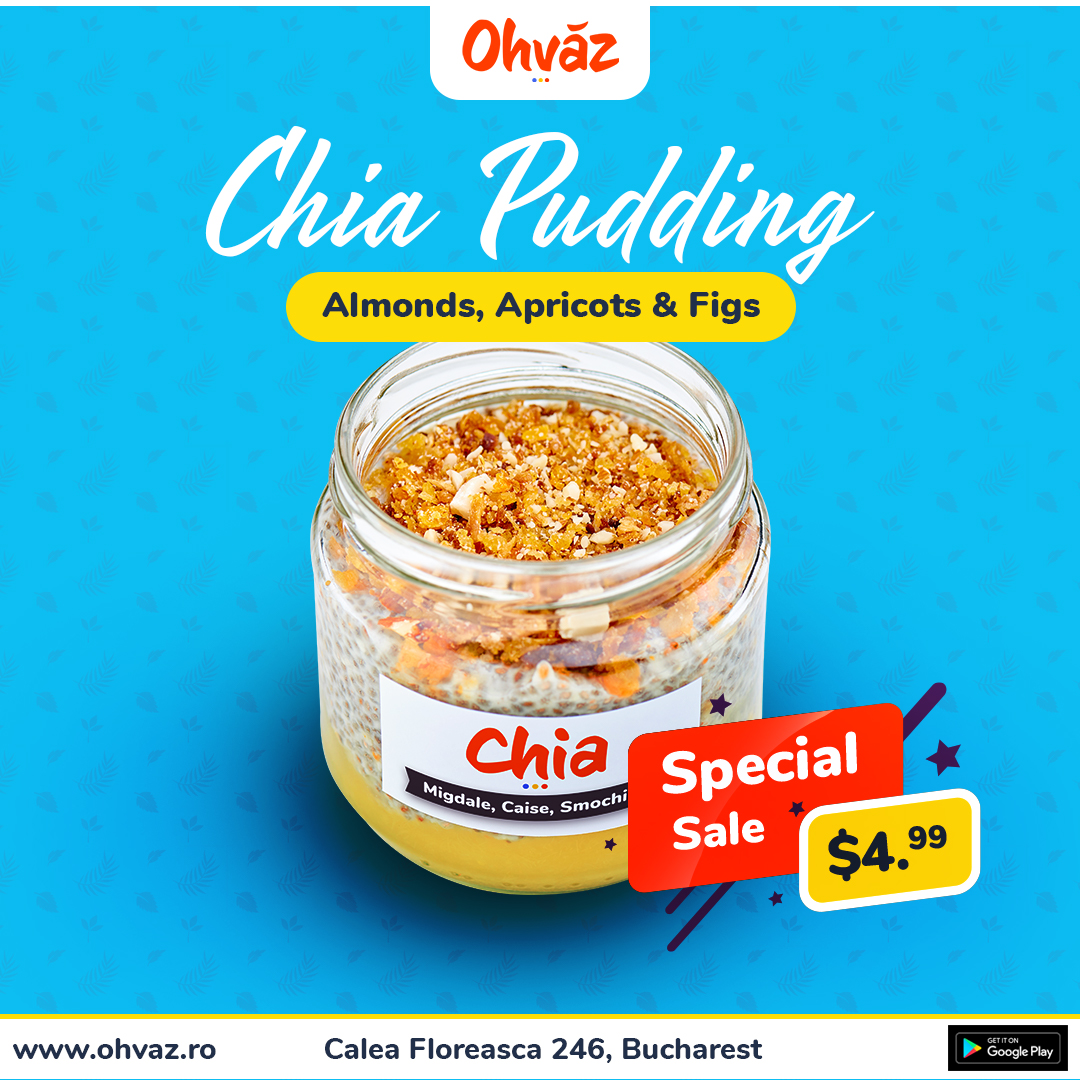 Ohvăz
Chia Pudding
Almonds, Apricots & Figs
Chia
Migdale, Caise, Smochi
Special
Sale
$4.99
www.ohvaz.ro
Calea Floreasca 246, Bucharest
GET IT ON
Google Play